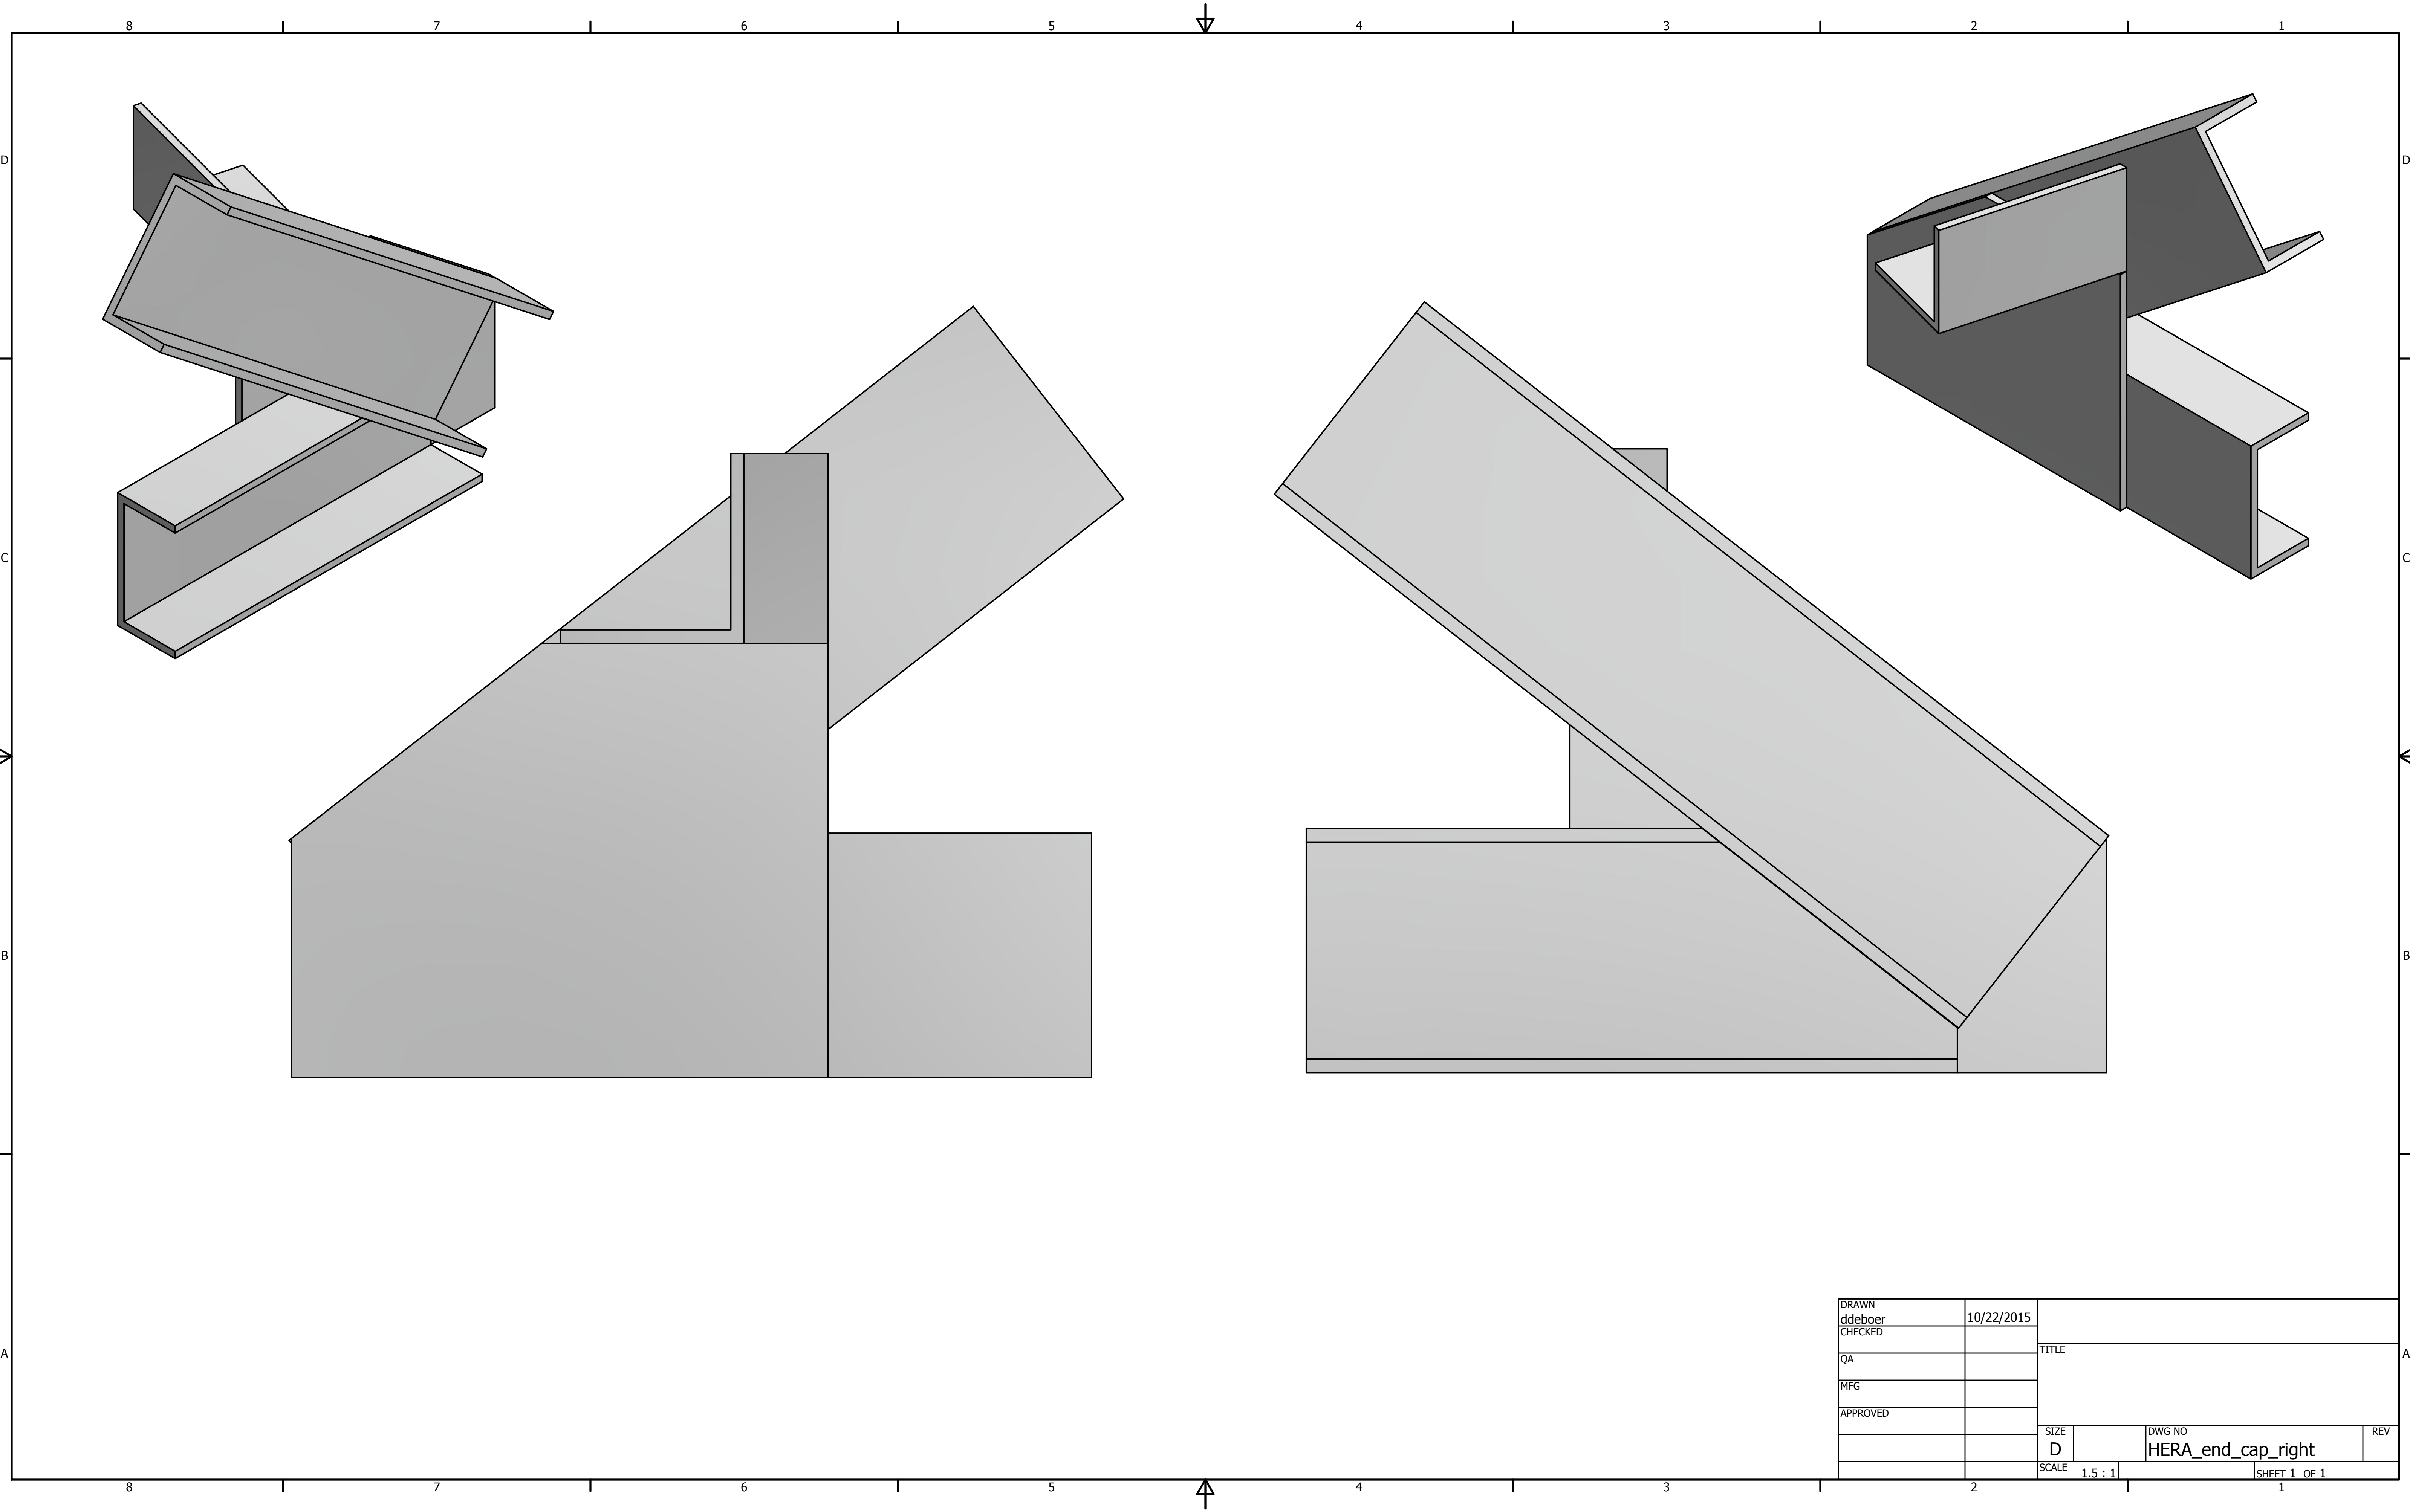 8 7 6 5 4 3 2 1
D D
C C
B B
A A
DRAWN
ddeboer 10/22/2015
CHECKED
TITLE
QA
MFG
APPROVED
SIZE DWG NO REV
D HERA_end_cap_right
SCALE 1.5 : 1 SHEET 1 OF 1
8 7 6 5 4 3 2 1